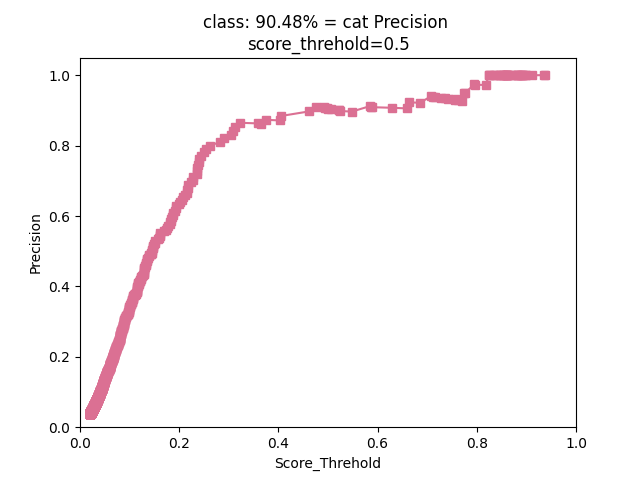 class: 90.48% = cat Precision
score_threhold=0.5
Precision
1.0
0.8
0.6
0.4
0.2
0.0
0.0 0.2 0.4 0.6 0.8 1.0
Score_Threhold